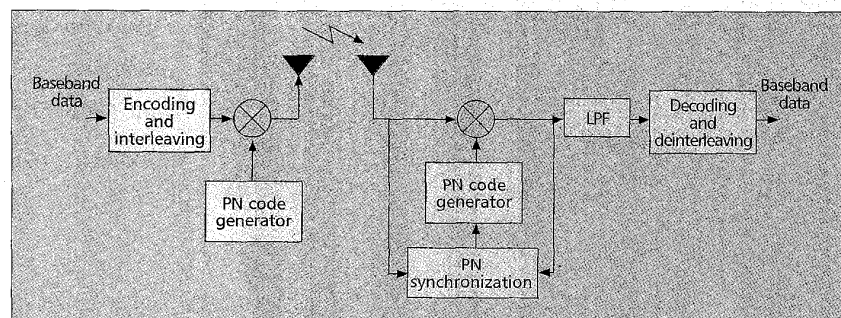 Baseband
data
Encoding
and
interleaving
PN code
generator
LPF
Decoding
and
deinterleaving
Baseband
data
PN code
generator
PN
synchronization